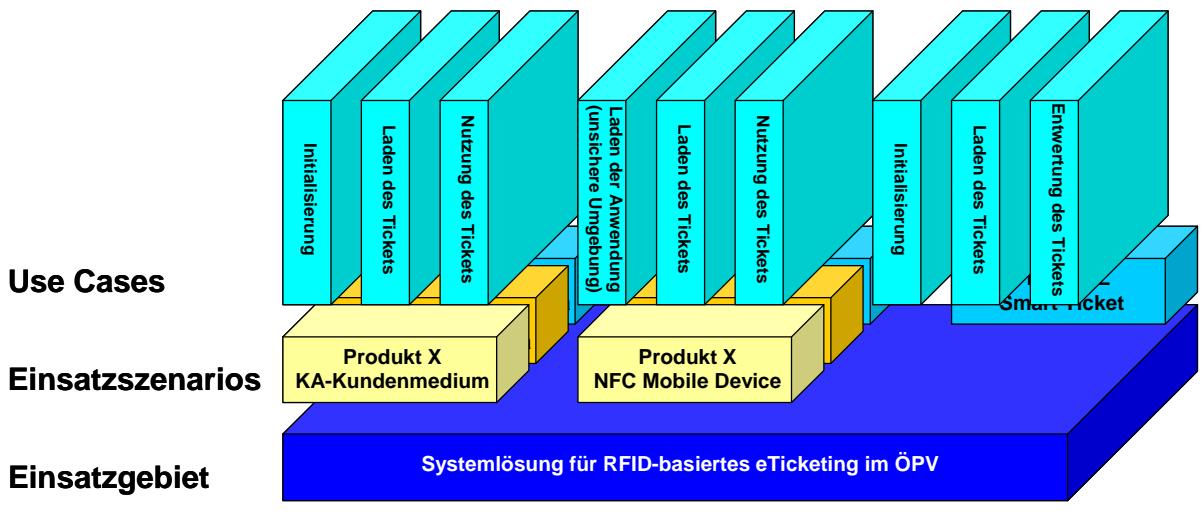 Initialisierung
Laden des Tickets
Nutzung des Tickets
Laden der Anwendung
(unsichere Umgebung)
Laden des Tickets
Nutzung des Tickets
Initialisierung
Laden des Tickets
Entwertung des Tickets
Use Cases
Smart Ticket
Einsatzszenarios
Produkt X
KA-Kundenmedium
Produkt X
NFC Mobile Device
Einsatzgebiet
Systemlösung für RFID-basiertes eTicketing im ÖPV